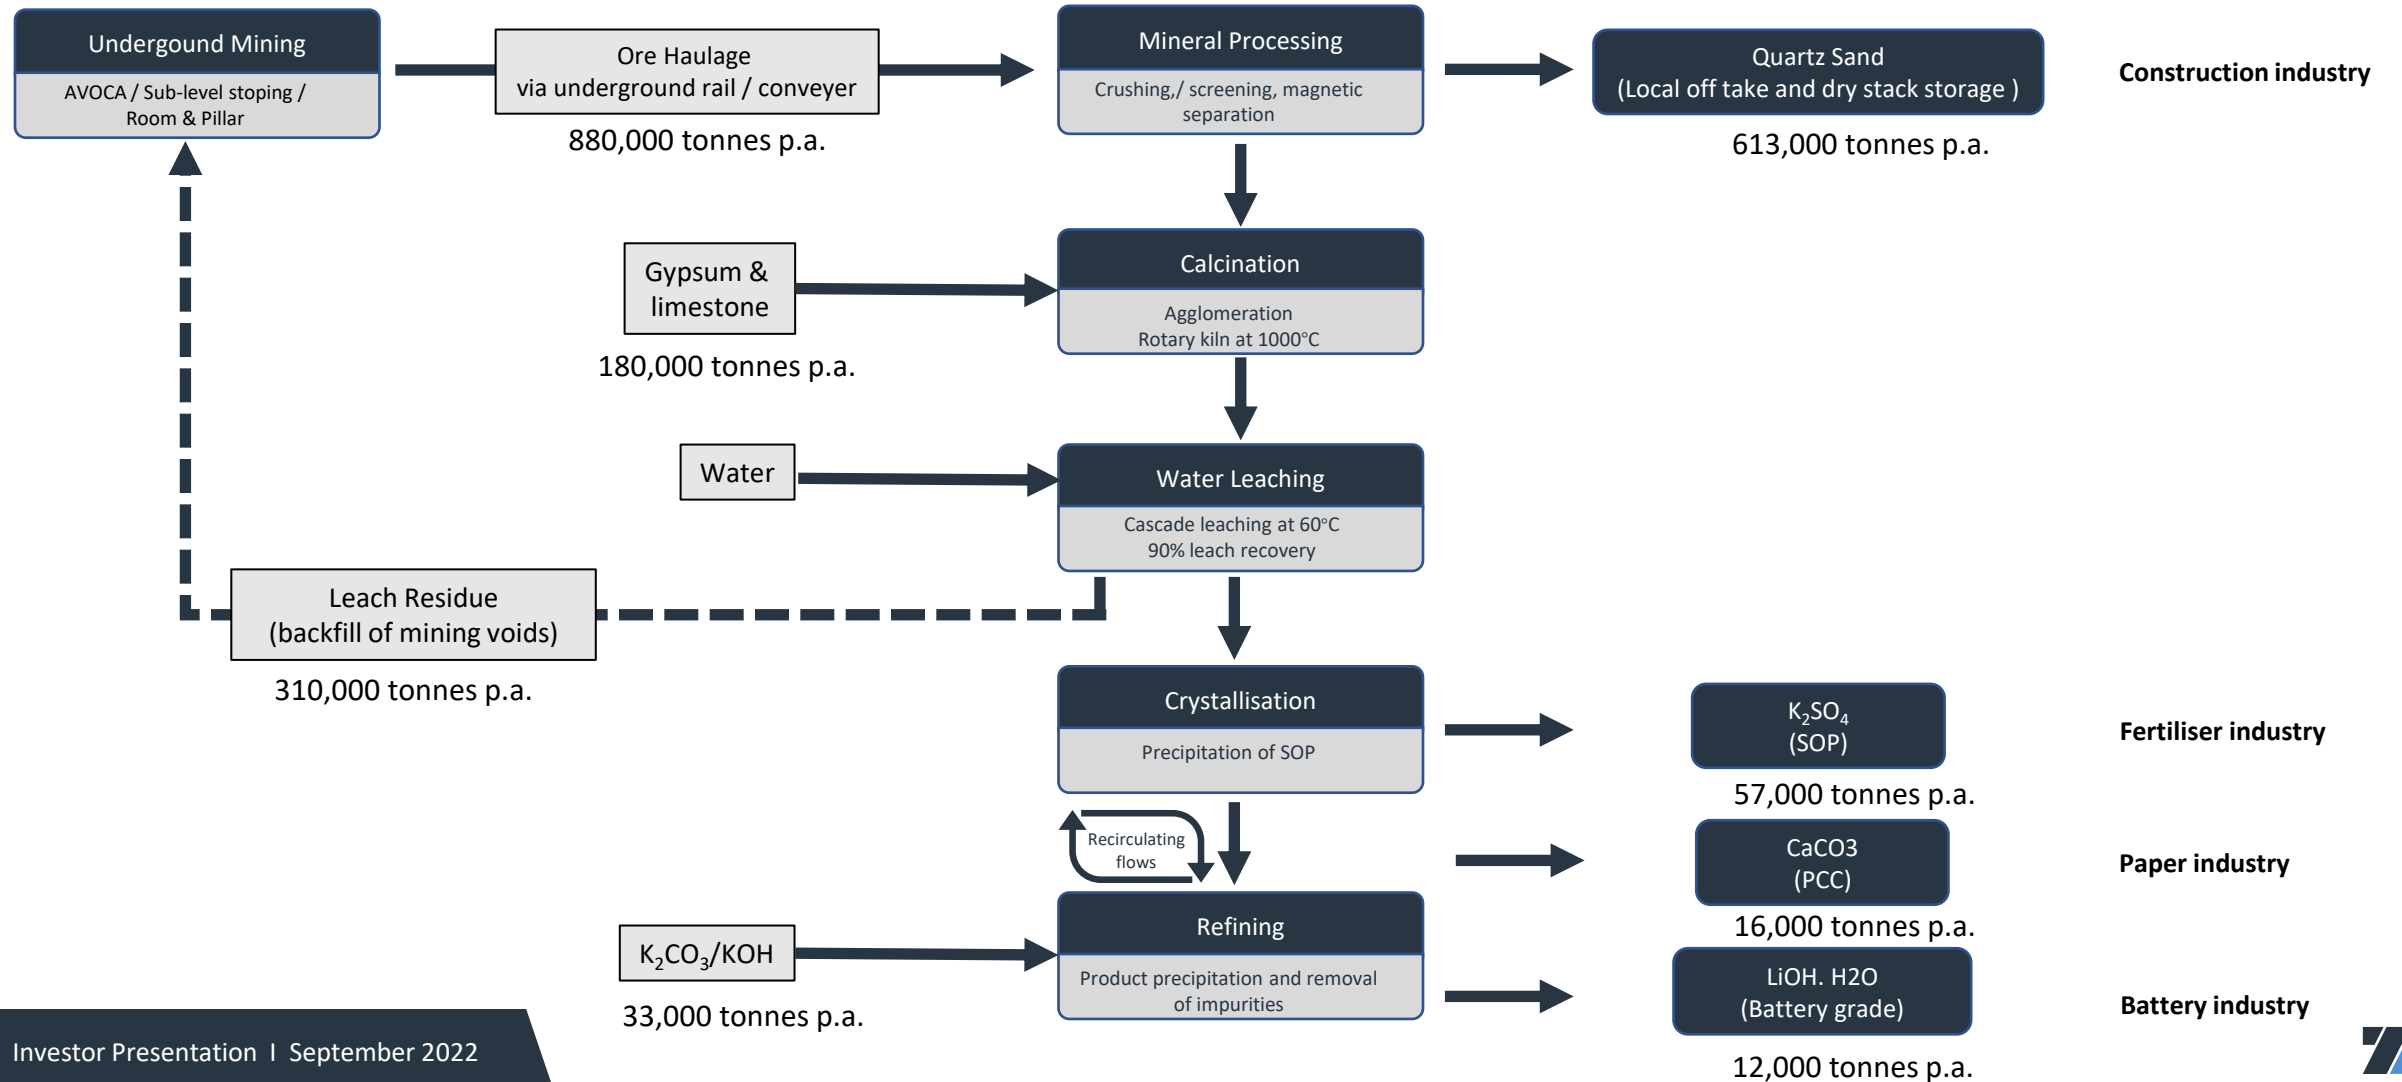 Undergound Mining
AVOCA / Sub-level stoping /
Room & Pillar
Ore Haulage
via underground rail / conveyer
880,000 tonnes p.a.
Mineral Processing
Crushing,/ screening, magnetic
separation
Quartz Sand
(Local off take and dry stack storage )
613,000 tonnes p.a.
Construction industry
Gypsum &
limestone
180,000 tonnes p.a.
Calcination
Agglomeration
Rotary kiln at 1000°C
Water
Water Leaching
Cascade leaching at 60°C
90% leach recovery
Leach Residue
(backfill of mining voids)
310,000 tonnes p.a.
Crystallisation
Precipitation of SOP
K₂SO₄
(SOP)
57,000 tonnes p.a.
Fertiliser industry
Recirculating
flows
CaCO3
(PCC)
16,000 tonnes p.a.
Paper industry
K₂CO₃/KOH
33,000 tonnes p.a.
Refining
Product precipitation and removal
of impurities
LiOH. H2O
(Battery grade)
12,000 tonnes p.a.
Battery industry
Investor Presentation I September 2022